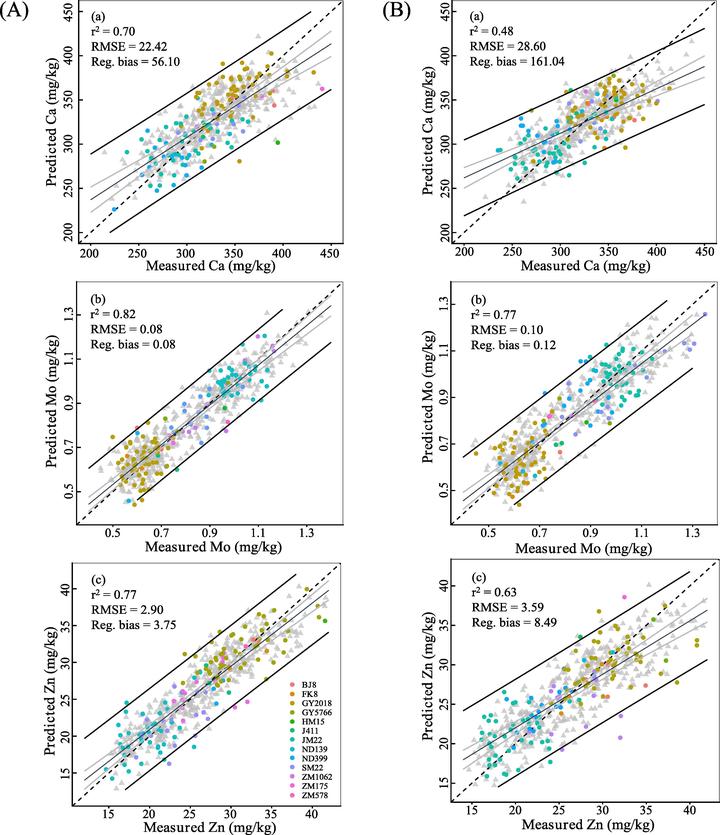 (A)
(a)
r² = 0.70
RMSE = 22.42
Reg. bias = 56.10
Predicted Ca (mg/kg)
450
400
350
300
250
200
200 250 300 350 400 450
Measured Ca (mg/kg)
(B)
(a)
r² = 0.48
RMSE = 28.60
Reg. bias = 161.04
Predicted Ca (mg/kg)
450
400
350
300
250
200
200 250 300 350 400 450
Measured Ca (mg/kg)
(b)
r² = 0.82
RMSE = 0.08
Reg. bias = 0.08
Predicted Mo (mg/kg)
1.3
1.1
0.9
0.7
0.5
0.5 0.7 0.9 1.1 1.3
Measured Mo (mg/kg)
(b)
r² = 0.77
RMSE = 0.10
Reg. bias = 0.12
Predicted Mo (mg/kg)
1.3
1.1
0.9
0.7
0.5
0.5 0.7 0.9 1.1 1.3
Measured Mo (mg/kg)
(c)
r² = 0.77
RMSE = 2.90
Reg. bias = 3.75
Predicted Zn (mg/kg)
40
35
30
25
20
15
BJ8
FK8
GY2018
GY5766
HM15
J411
JM22
ND139
ND399
SM22
ZM1062
ZM175
ZM578
15 20 25 30 35 40
Measured Zn (mg/kg)
(c)
r² = 0.63
RMSE = 3.59
Reg. bias = 8.49
Predicted Zn (mg/kg)
40
35
30
25
20
15
15 20 25 30 35 40
Measured Zn (mg/kg)